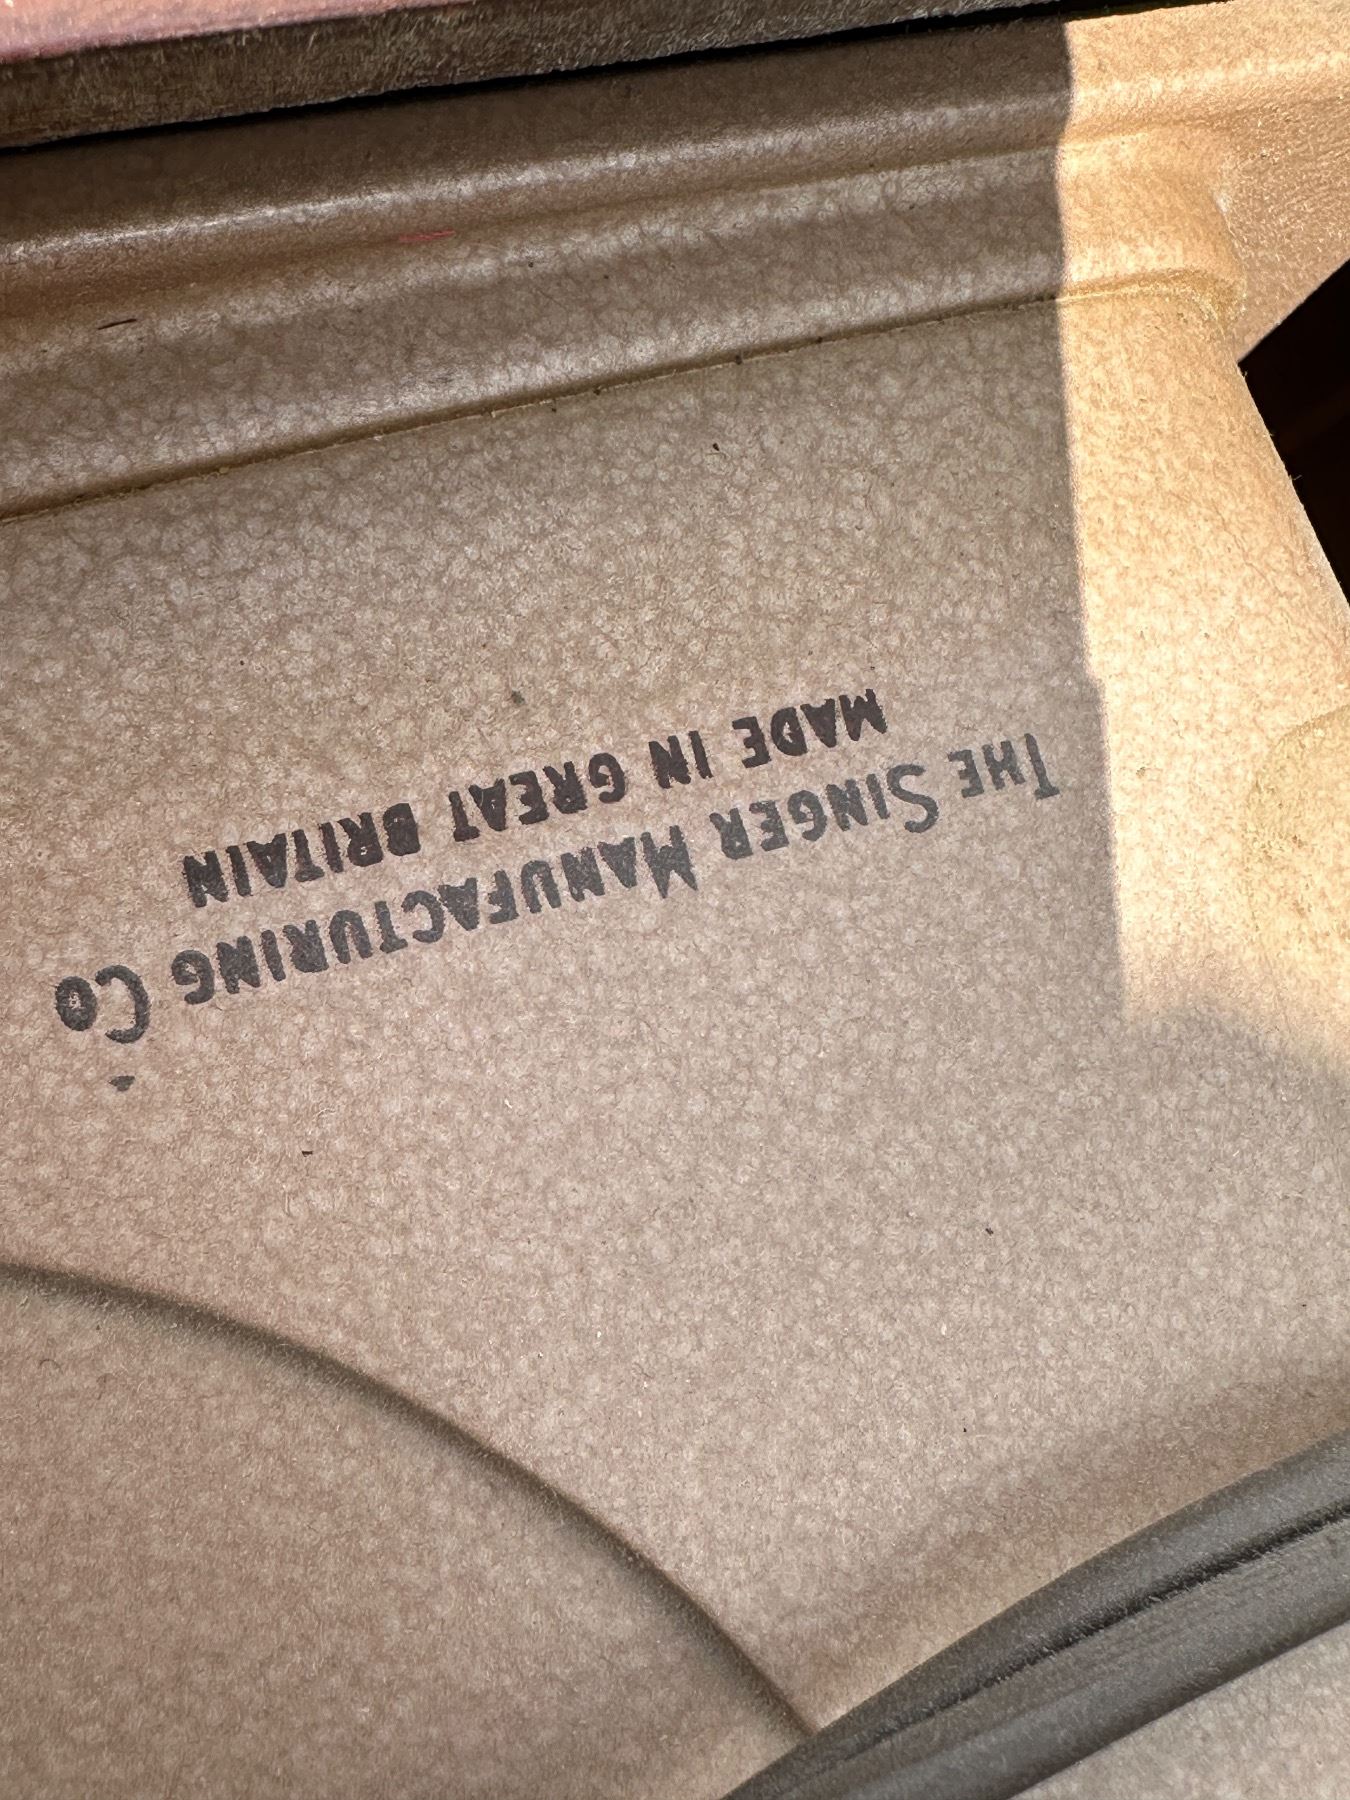 THE SINGER MANUFACTURING CO
MADE IN GREAT BRITAIN